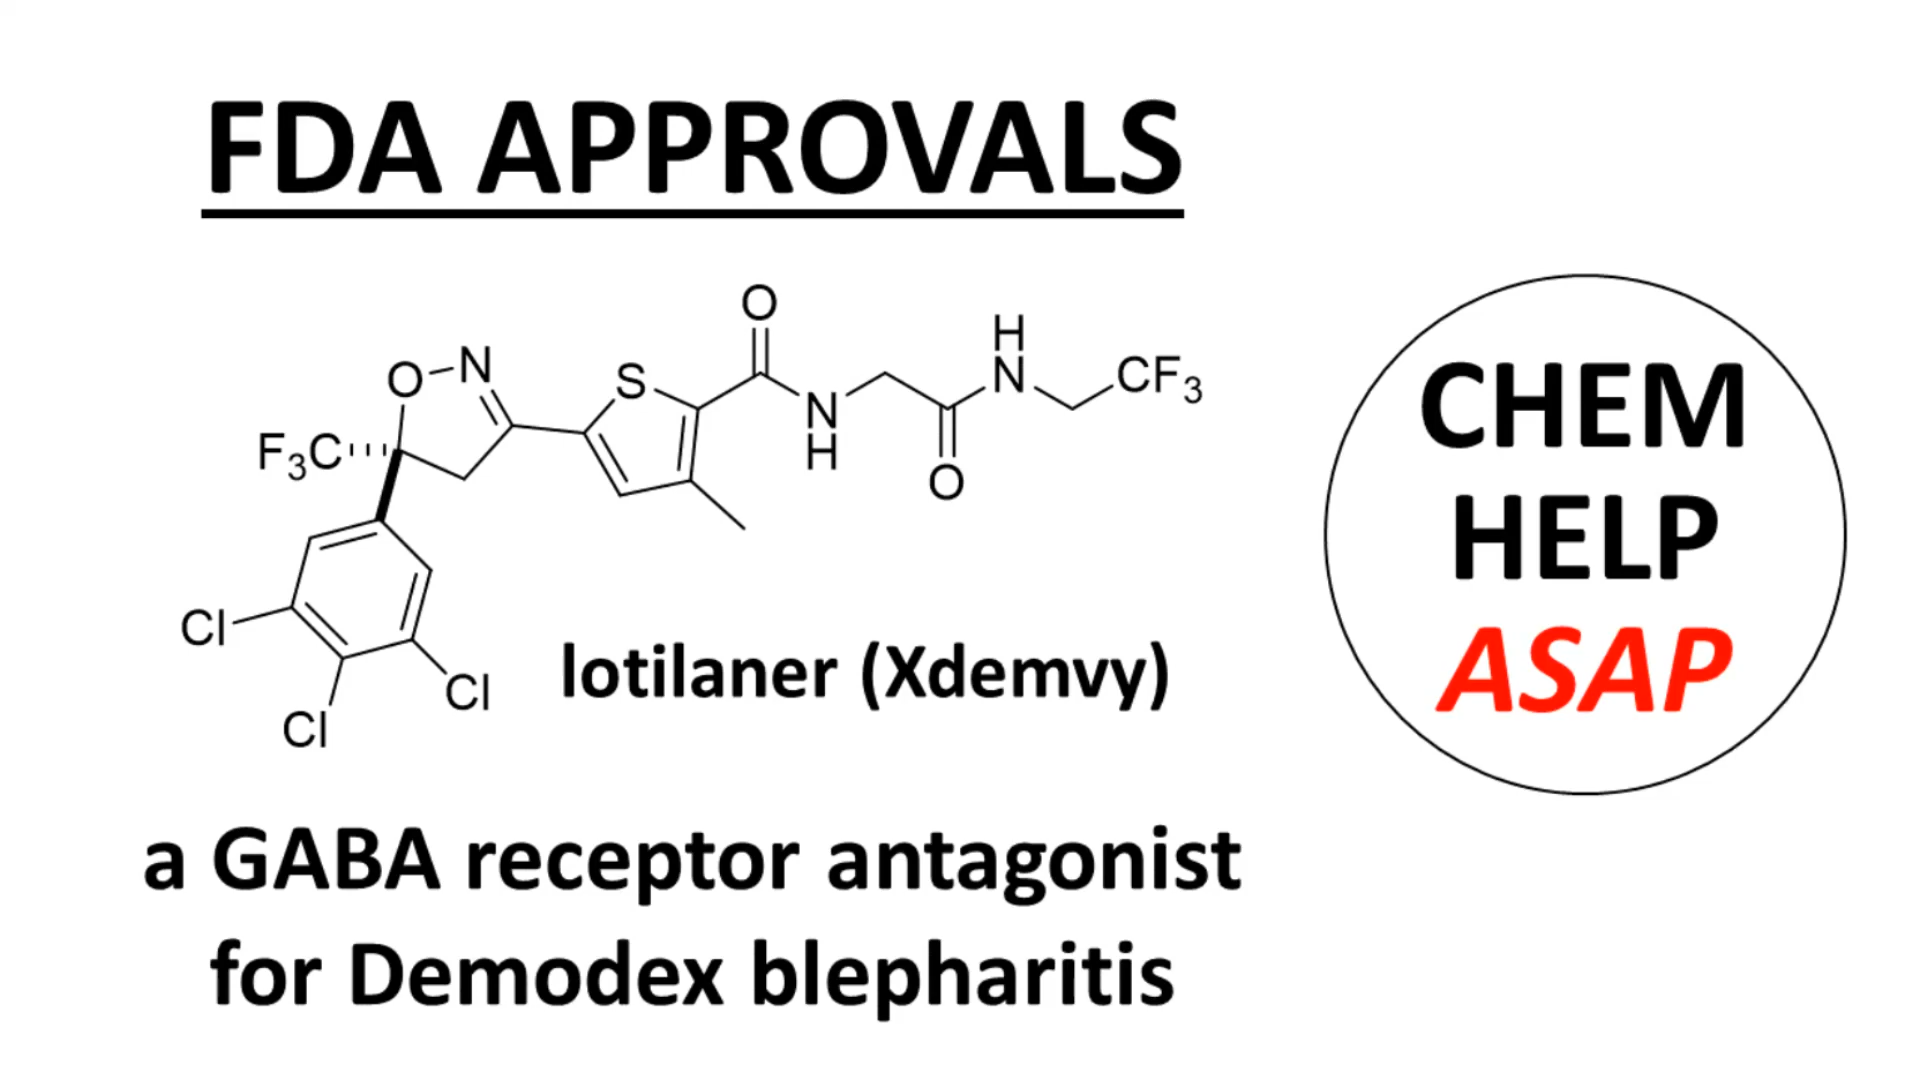 FDA APPROVALS
O
H
N
CF3
O
N
S
N
H
O
F3C
Cl
Cl
Cl
lotilaner (Xdemvy)
a GABA receptor antagonist
for Demodex blepharitis
CHEM
HELP
ASAP